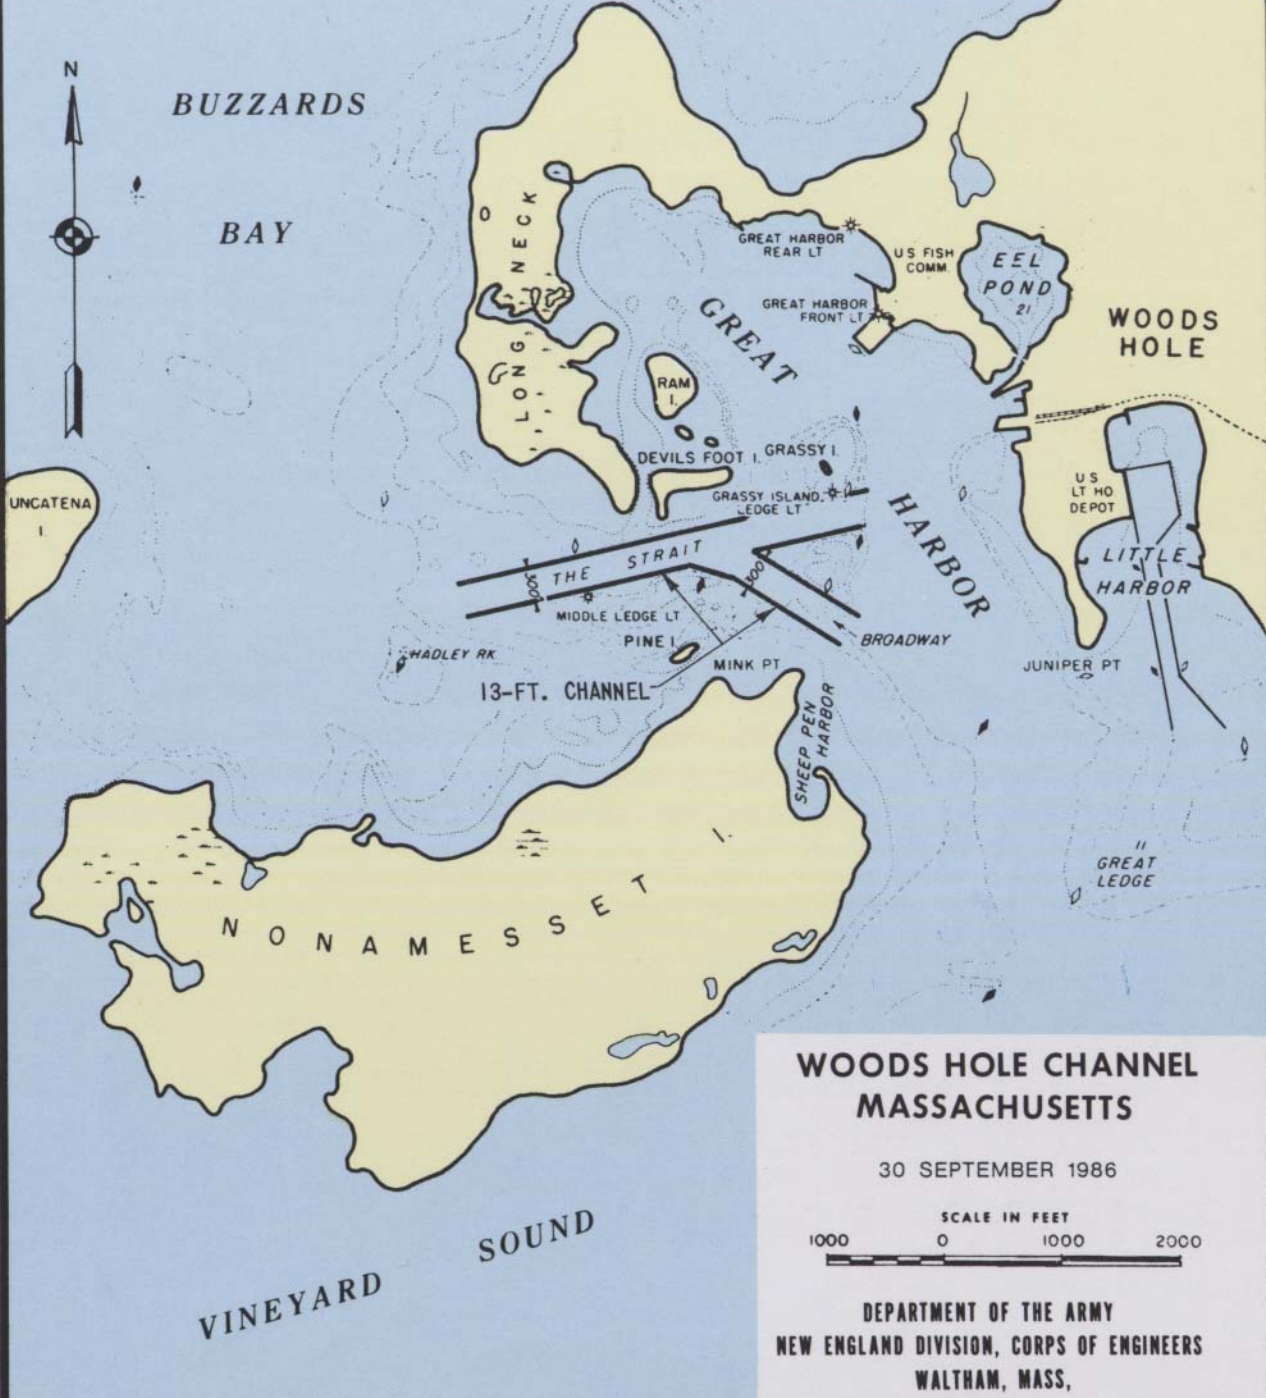 N
BUZZARDS
BAY
LONG NECK
GREAT HARBOR
REAR LT
U S FISH
COMM.
EEL
POND
21
GREAT HARBOR
FRONT LT
WOODS
HOLE
GREAT
HARBOR
RAM
I.
DEVILS FOOT I.
GRASSY I.
GRASSY ISLAND
LEDGE LT
U S
LT HO
DEPOT
UNCATENA
I.
THE STRAIT
300'
300'
LITTLE
HARBOR
MIDDLE LEDGE LT
PINE I.
BROADWAY
HADLEY RK
MINK PT
JUNIPER PT
13-FT. CHANNEL
SHEEP PEN
HARBOR
11
GREAT
LEDGE
NONAMESSET I.
VINEYARD SOUND
WOODS HOLE CHANNEL
MASSACHUSETTS
30 SEPTEMBER 1986
SCALE IN FEET
1000 0 1000 2000
DEPARTMENT OF THE ARMY
NEW ENGLAND DIVISION, CORPS OF ENGINEERS
WALTHAM, MASS,